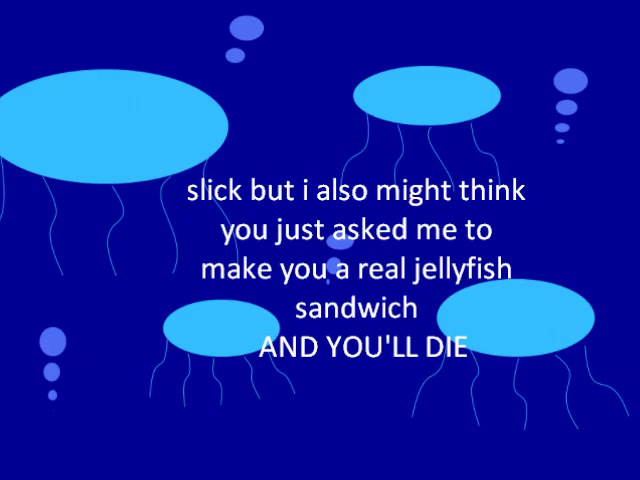 slick but i also might think
you just asked me to
make you a real jellyfish
sandwich
AND YOU'LL DIE